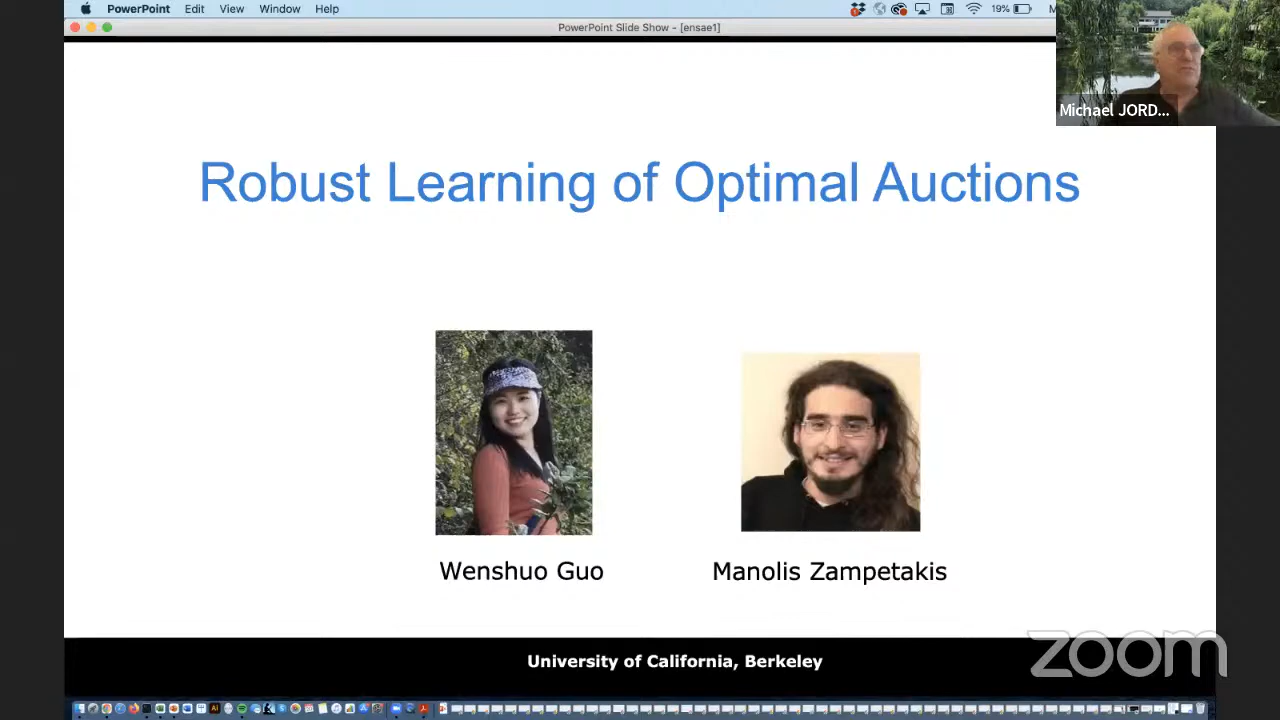 PowerPoint Edit View Window Help 19%
PowerPoint Slide Show - [ensae1]
Michael JORD...
Robust Learning of Optimal Auctions
Wenshuo Guo
Manolis Zampetakis
University of California, Berkeley
zoom